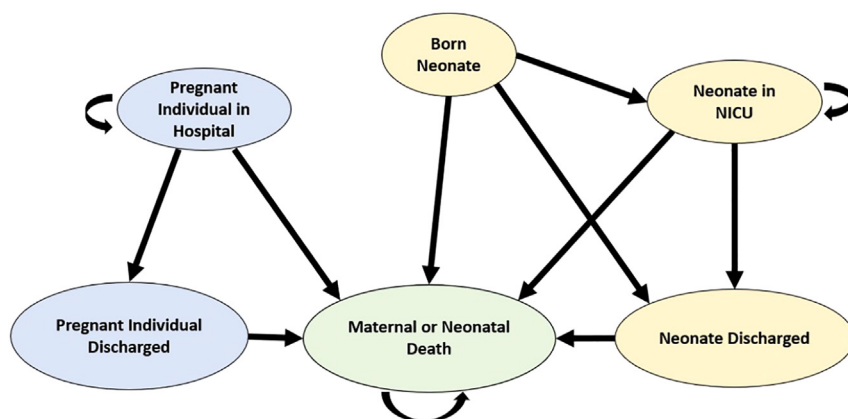 Born
Neonate
Pregnant
Individual in
Hospital
Neonate in
NICU
Pregnant Individual
Discharged
Maternal or Neonatal
Death
Neonate Discharged